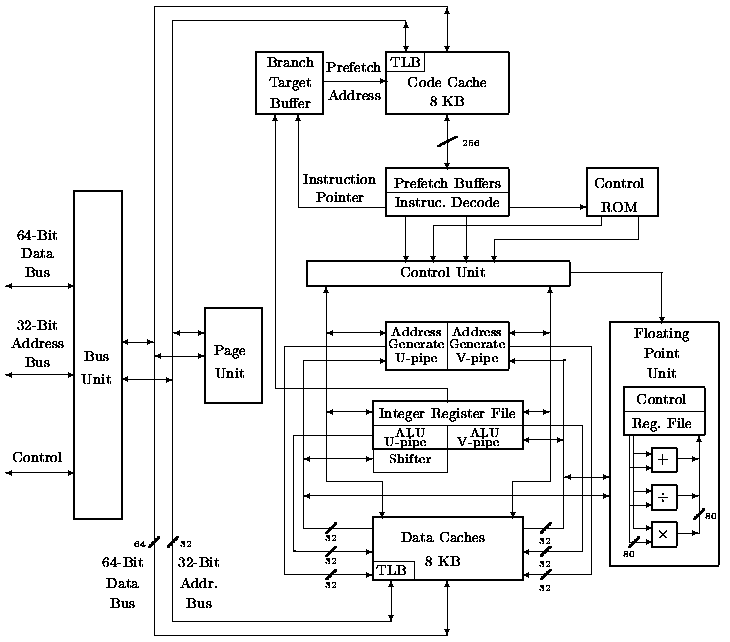 Branch
Target
Buffer
Prefetch
Address
TLB
Code Cache
8 KB
256
Instruction
Pointer
Prefetch Buffers
Instruc. Decode
Control
ROM
Control Unit
64-Bit
Data
Bus
32-Bit
Address
Bus
Control
Bus
Unit
Page
Unit
Address
Generate
U-pipe
Address
Generate
V-pipe
Integer Register File
ALU
U-pipe
ALU
V-pipe
Shifter
Floating
Point
Unit
Control
Reg. File
+
÷
×
80
80
64
32
64-Bit
Data
Bus
32-Bit
Addr.
Bus
32
32
32
Data Caches
8 KB
TLB
32
32
32